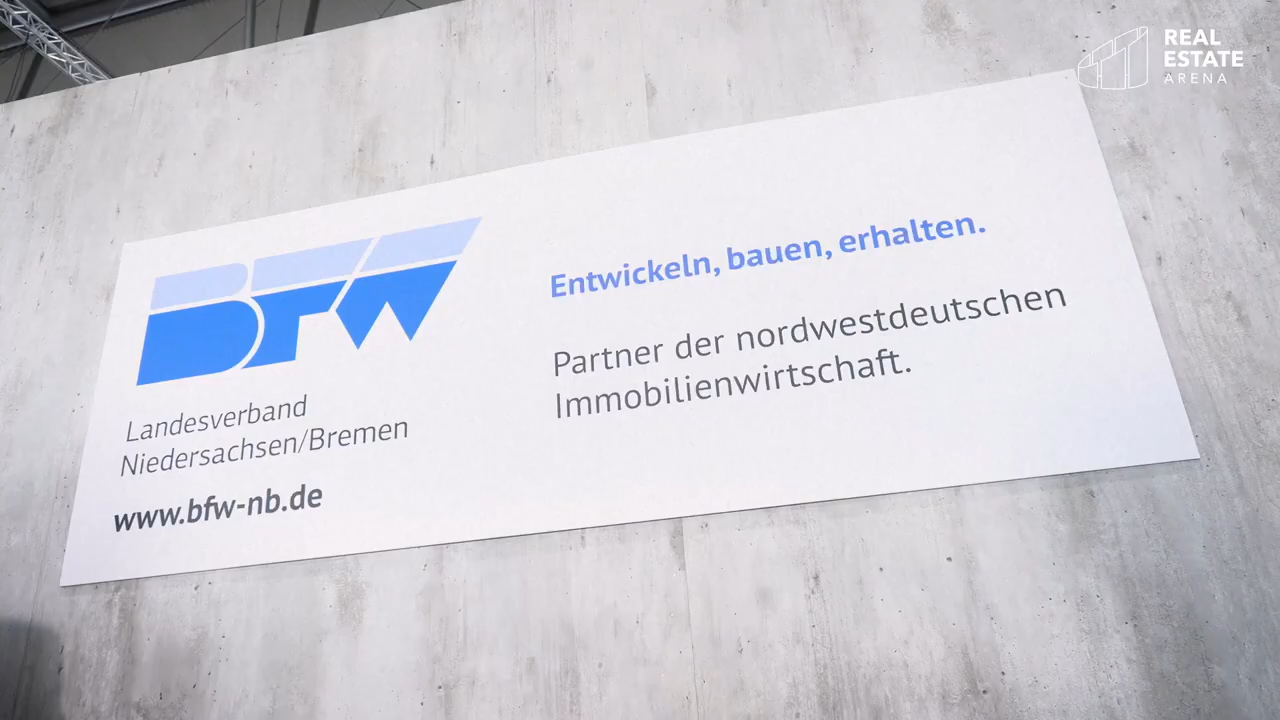 REAL
ESTATE
ARENA
BFW
Landesverband
Niedersachsen/Bremen
www.bfw-nb.de
Entwickeln, bauen, erhalten.
Partner der nordwestdeutschen
Immobilienwirtschaft.